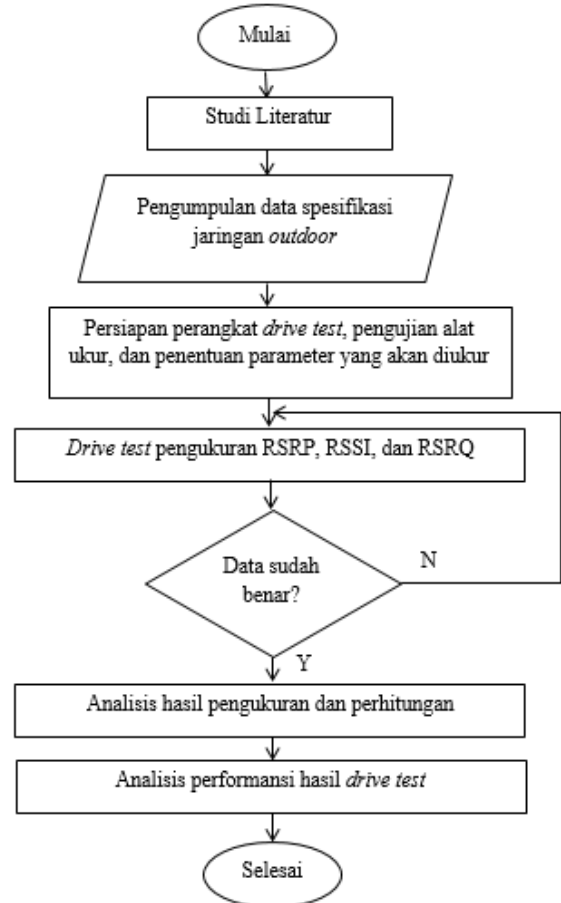 Mulai
Studi Literatur
Pengumpulan data spesifikasi
jaringan outdoor
Persiapan perangkat drive test, pengujian alat
ukur, dan penentuan parameter yang akan diukur
Drive test pengukuran RSRP, RSSI, dan RSRQ
Data sudah
benar?
N
Y
Analisis hasil pengukuran dan perhitungan
Analisis performansi hasil drive test
Selesai